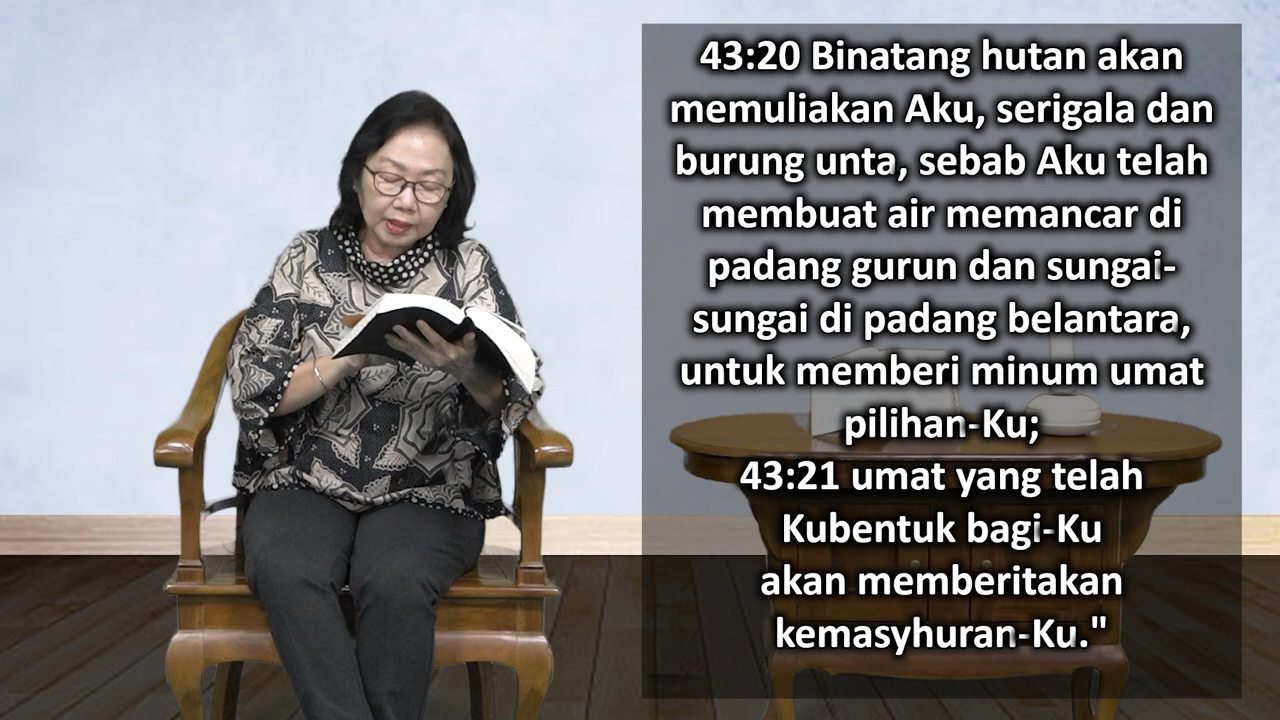 43:20 Binatang hutan akan
memuliakan Aku, serigala dan
burung unta, sebab Aku telah
membuat air memancar di
padang gurun dan sungai-
sungai di padang belantara,
untuk memberi minum umat
pilihan-Ku;
43:21 umat yang telah
Kubentuk bagi-Ku
akan memberitakan
kemasyhuran-Ku."